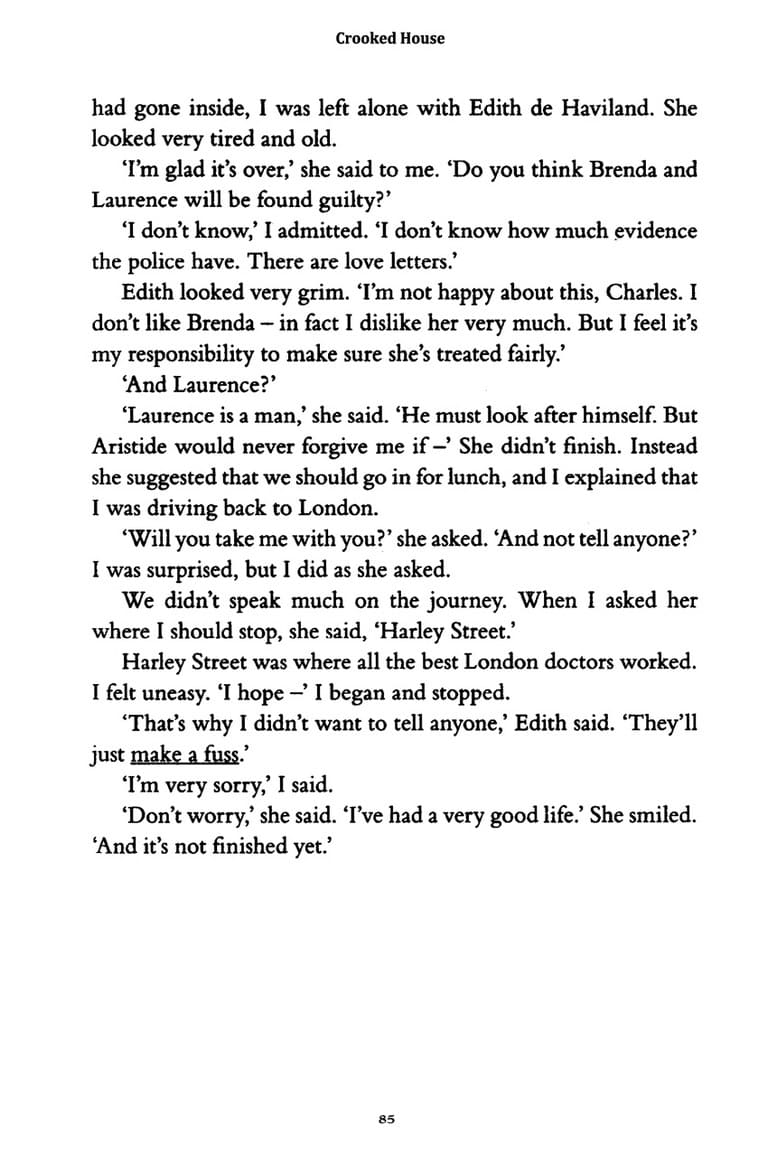 Crooked House
had gone inside, I was left alone with Edith de Haviland. She
looked very tired and old.
‘I’m glad it’s over,’ she said to me. ‘Do you think Brenda and
Laurence will be found guilty?’
‘I don’t know,’ I admitted. ‘I don’t know how much evidence
the police have. There are love letters.’
Edith looked very grim. ‘I’m not happy about this, Charles. I
don’t like Brenda – in fact I dislike her very much. But I feel it’s
my responsibility to make sure she’s treated fairly.’
‘And Laurence?’
‘Laurence is a man,’ she said. ‘He must look after himself. But
Aristide would never forgive me if –’ She didn’t finish. Instead
she suggested that we should go in for lunch, and I explained that
I was driving back to London.
‘Will you take me with you?’ she asked. ‘And not tell anyone?’
I was surprised, but I did as she asked.
We didn’t speak much on the journey. When I asked her
where I should stop, she said, ‘Harley Street.’
Harley Street was where all the best London doctors worked.
I felt uneasy. ‘I hope –’ I began and stopped.
‘That’s why I didn’t want to tell anyone,’ Edith said. ‘They’ll
just make a fuss.’
‘I’m very sorry,’ I said.
‘Don’t worry,’ she said. ‘I’ve had a very good life.’ She smiled.
‘And it’s not finished yet.’
85